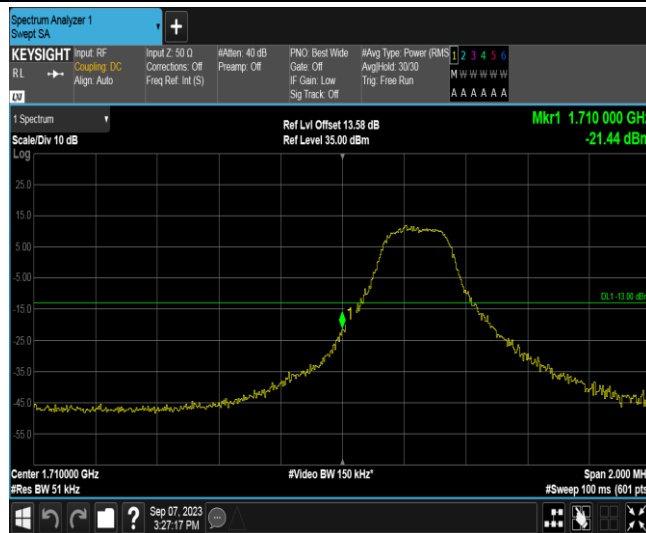 Spectrum Analyzer 1
Swept SA
+
KEYSIGHT
RL
LXI
Input: RF
Coupling: DC
Align: Auto
Input Z: 50 Ω
Corrections: Off
Freq Ref: Int (S)
#Atten: 40 dB
Preamp: Off
PNO: Best Wide
Gate: Off
IF Gain: Low
Sig Track: Off
#Avg Type: Power (RMS
Avg|Hold: 30/30
Trig: Free Run
1 2 3 4 5 6
M W W W W W
A A A A A A
1 Spectrum
Scale/Div 10 dB
Log
Ref Lvl Offset 13.58 dB
Ref Level 35.00 dBm
Mkr1 1.710 000 GHz
-21.44 dBm
25.0
15.0
5.00
-5.00
-15.0
-25.0
-35.0
-45.0
-55.0
DL1 -13.00 dBm
1
Center 1.710000 GHz
#Res BW 51 kHz
#Video BW 150 kHz*
Span 2.000 MH
#Sweep 100 ms (601 pts
?
Sep 07, 2023
3:27:17 PM